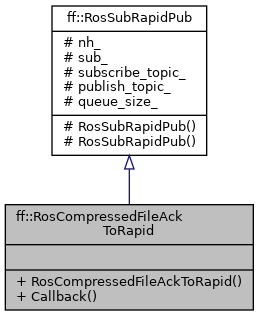 ff::RosSubRapidPub
# nh_
# sub_
# subscribe_topic_
# publish_topic_
# queue_size_
# RosSubRapidPub()
# RosSubRapidPub()
ff::RosCompressedFileAck
ToRapid
+ RosCompressedFileAckToRapid()
+ Callback()